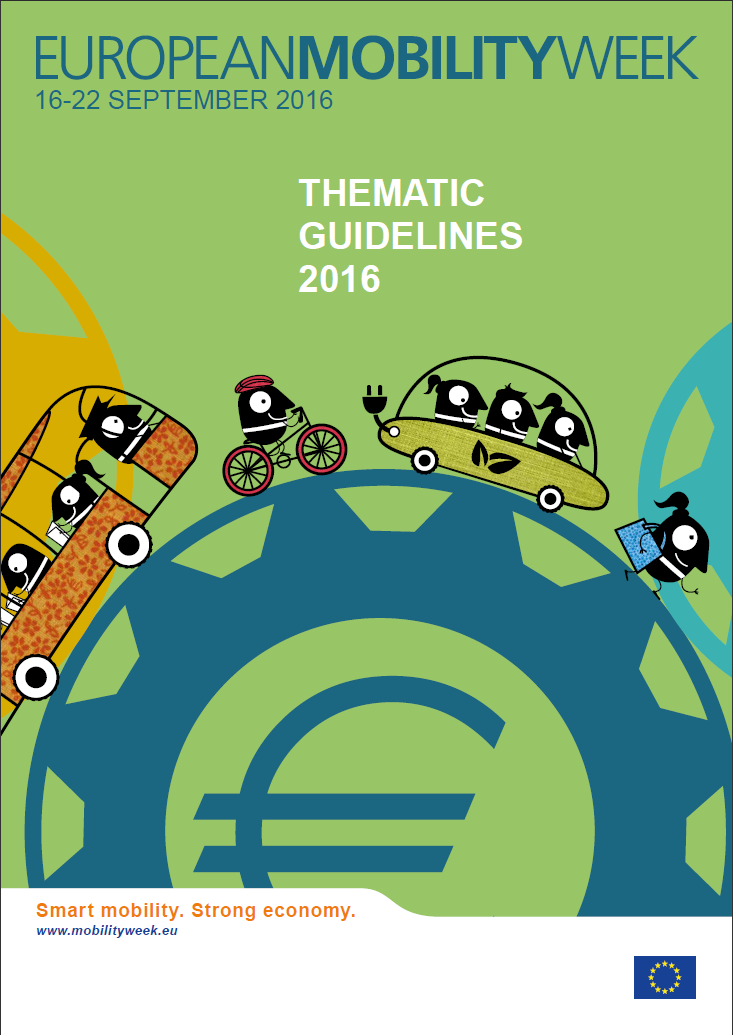 EUROPEANMOBILITYWEEK
16-22 SEPTEMBER 2016
THEMATIC
GUIDELINES
2016
€
Smart mobility. Strong economy.
www.mobilityweek.eu